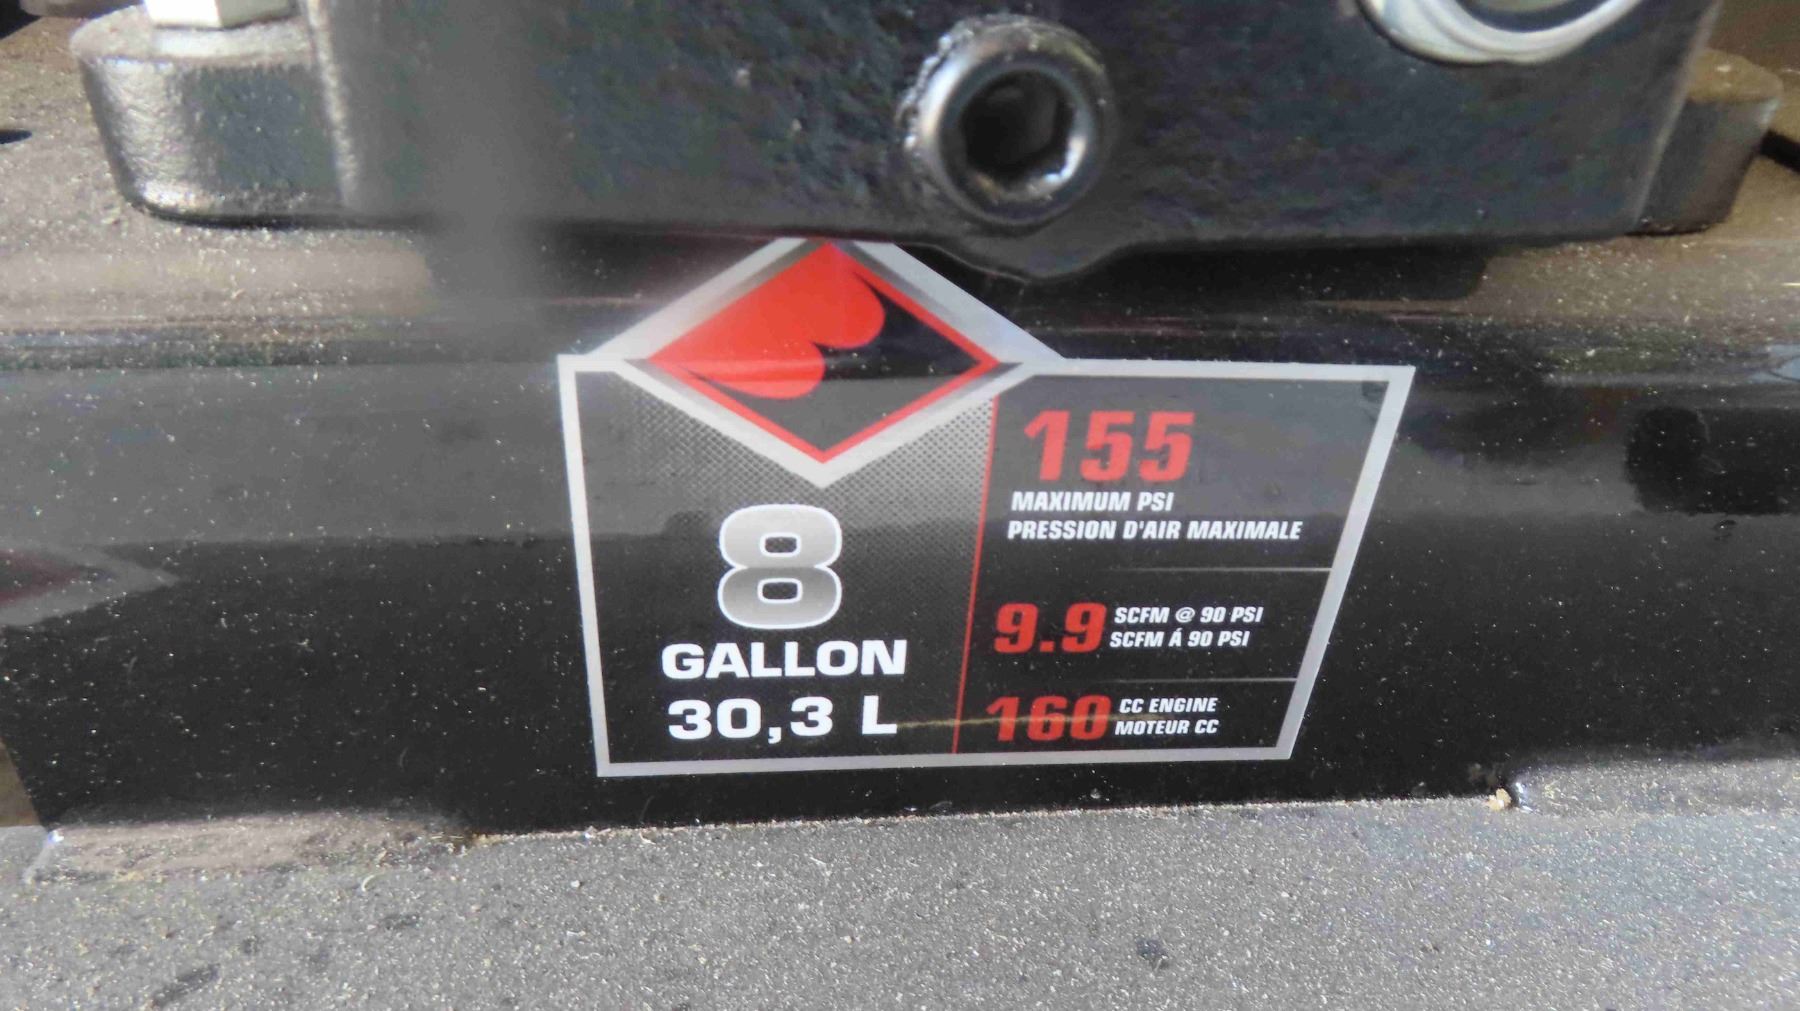 8
GALLON
30,3 L
155
MAXIMUM PSI
PRESSION D'AIR MAXIMALE
9.9 SCFM @ 90 PSI
SCFM Á 90 PSI
160 CC ENGINE
MOTEUR CC